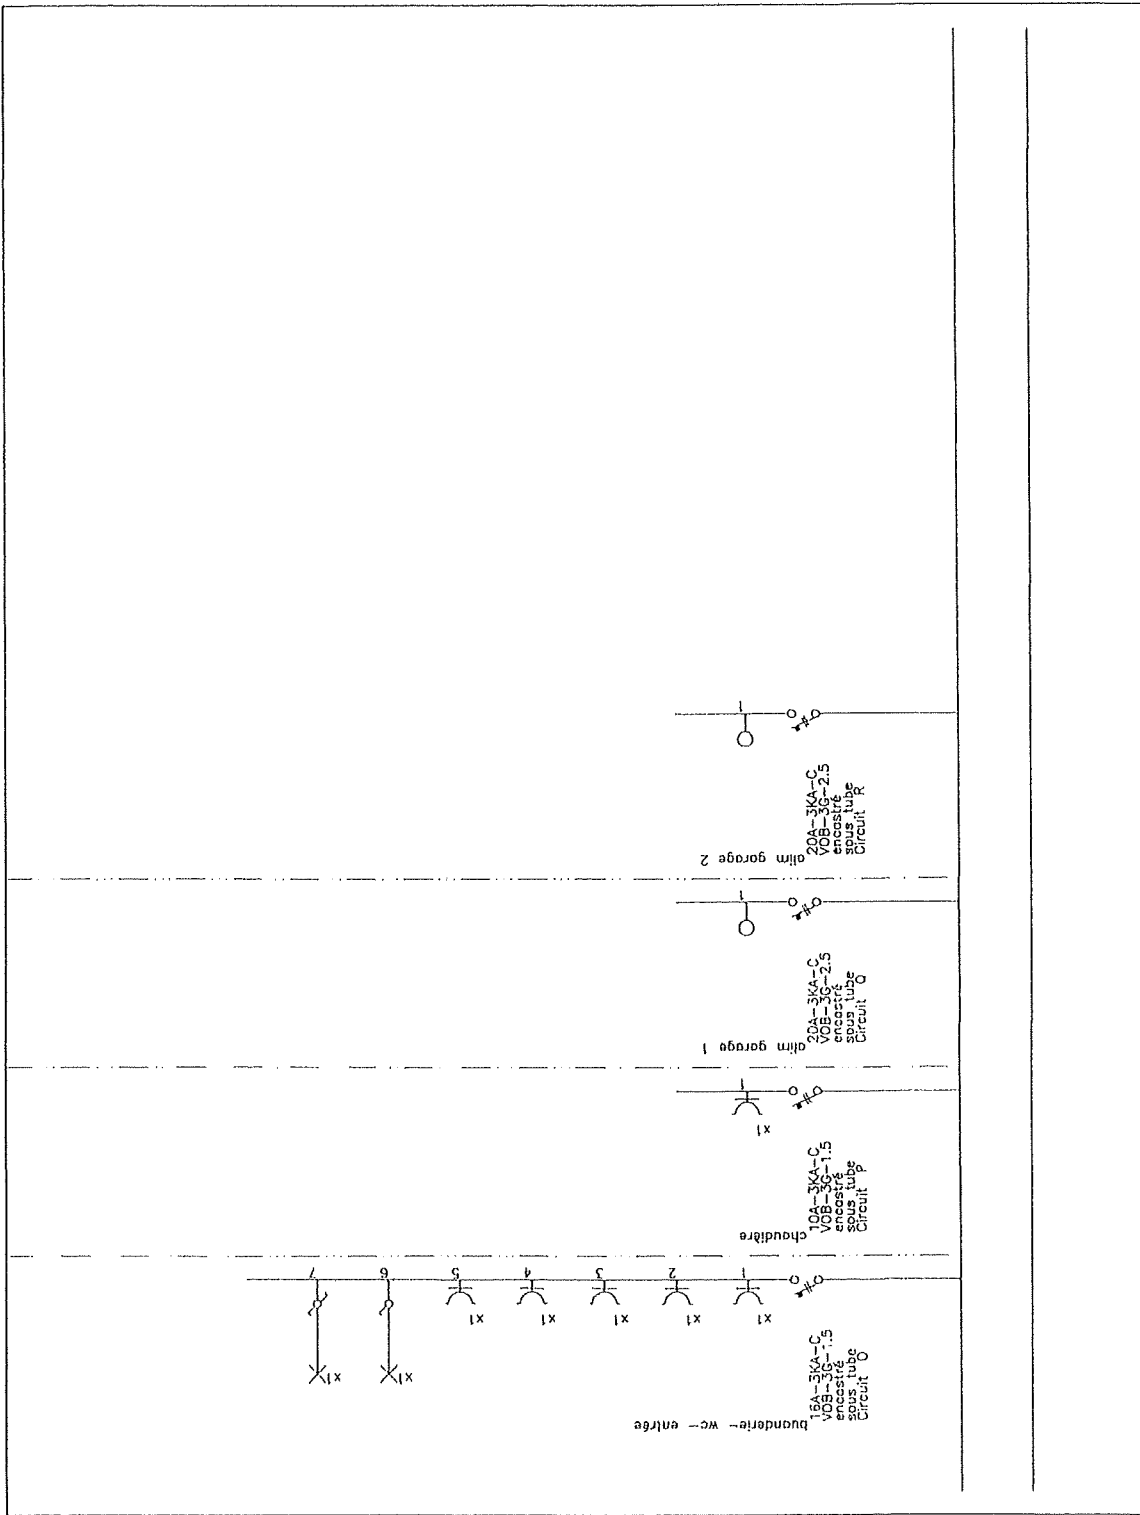 1
20A-3KA-C
VOB-3G-2.5
encastré
sous tube
Circuit R
alim garage 2
1
20A-3KA-C
VOB-3G-2.5
encastré
sous tube
Circuit Q
alim garage 1
1
x1
10A-3KA-C
VOB-3G-1.5
encastré
sous tube
Circuit P
chaudière
7 6 5 4 3 2 1
x1 x1 x1 x1 x1
x1 x1
16A-3KA-C
VOB-3G-1.5
encastré
sous tube
Circuit O
buanderie- wc- entrée